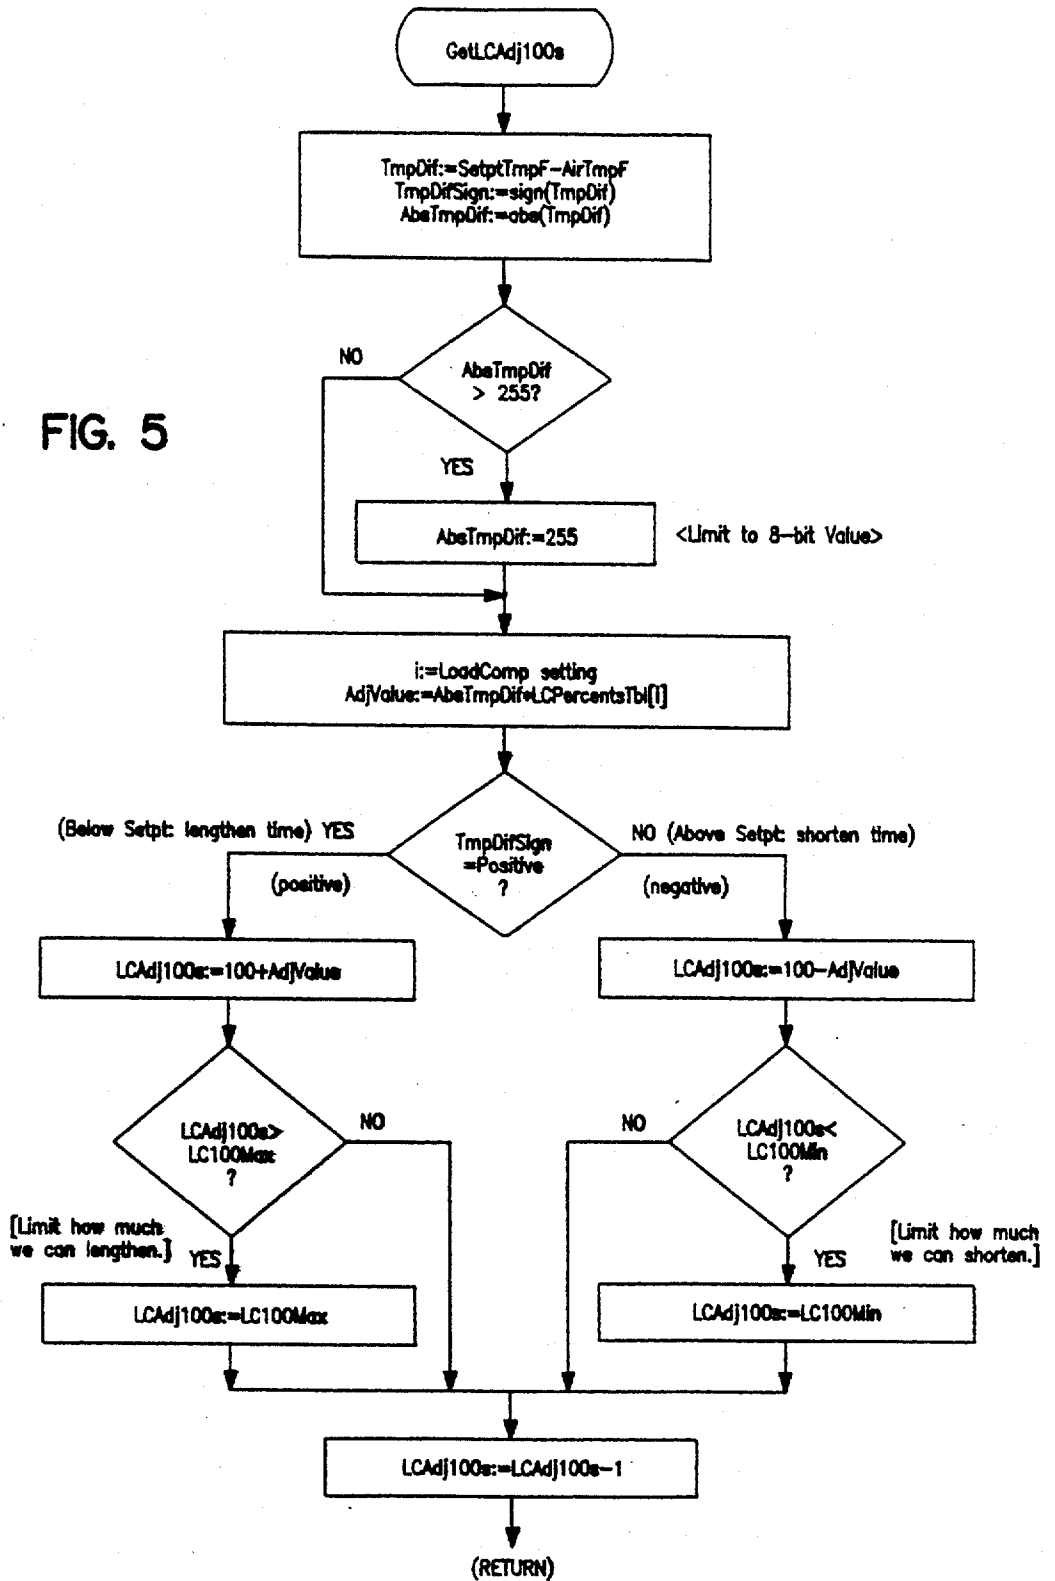 GetLCAdj100s
TmpDif:=SetptTmpF-AirTmpF
TmpDifSign:=sign(TmpDif)
AbsTmpDif:=abs(TmpDif)
NO
AbsTmpDif
> 255?
FIG. 5
YES
AbsTmpDif:=255
<Limit to 8-bit Value>
i:=LoadComp setting
AdjValue:=AbsTmpDif*LCPercentsTbl[i]
(Below Setpt: lengthen time) YES
TmpDifSign
=Positive
?
NO (Above Setpt: shorten time)
(positive)
(negative)
LCAdj100s:=100+AdjValue
LCAdj100s:=100-AdjValue
LCAdj100s>
LC100Max
?
NO
NO
LCAdj100s<
LC100Min
?
[Limit how much
we can lengthen.]
YES
YES
[Limit how much
we can shorten.]
LCAdj100s:=LC100Max
LCAdj100s:=LC100Min
LCAdj100s:=LCAdj100s-1
(RETURN)